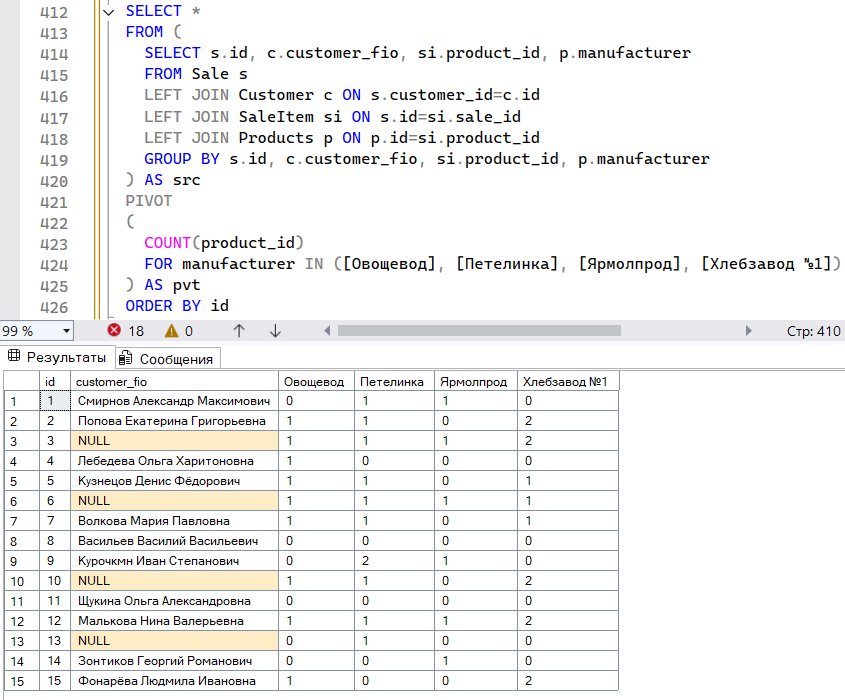 412 SELECT *
413 FROM (
414 SELECT s.id, c.customer_fio, si.product_id, p.manufacturer
415 FROM Sale s
416 LEFT JOIN Customer c ON s.customer_id=c.id
417 LEFT JOIN SaleItem si ON s.id=si.sale_id
418 LEFT JOIN Products p ON p.id=si.product_id
419 GROUP BY s.id, c.customer_fio, si.product_id, p.manufacturer
420 ) AS src
421 PIVOT
422 (
423 COUNT(product_id)
424 FOR manufacturer IN ([Овощевод], [Петелинка], [Ярмолпрод], [Хлебзавод №1])
425 ) AS pvt
426 ORDER BY id
99 % 18 0 Стр: 410
Результаты Сообщения
id customer_fio Овощевод Петелинка Ярмолпрод Хлебзавод №1
1 1 Смирнов Александр Максимович 0 1 1 0
2 2 Попова Екатерина Григорьевна 1 1 0 2
3 3 NULL 1 1 1 2
4 4 Лебедева Ольга Харитоновна 1 0 0 0
5 5 Кузнецов Денис Фёдорович 1 1 0 1
6 6 NULL 1 1 1 1
7 7 Волкова Мария Павловна 1 1 0 1
8 8 Васильев Василий Васильевич 0 0 0 0
9 9 Курочкмн Иван Степанович 0 2 1 0
10 10 NULL 1 1 0 2
11 11 Щукина Ольга Александровна 0 0 0 0
12 12 Малькова Нина Валерьевна 1 1 1 2
13 13 NULL 0 1 0 0
14 14 Зонтиков Георгий Романович 0 0 1 0
15 15 Фонарёва Людмила Ивановна 1 0 0 2